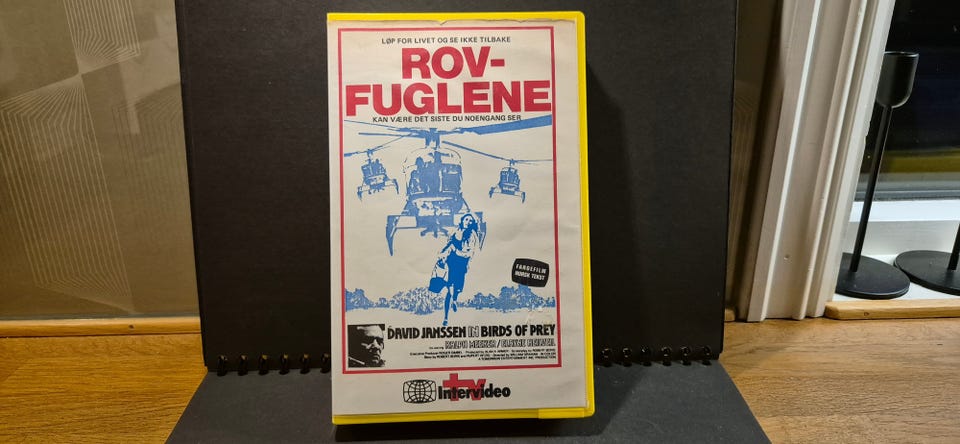 LØP FOR LIVET OG SE IKKE TILBAKE
ROV-
FUGLENE
KAN VÆRE DET SISTE DU NOENGANG SER
FARGEFILM
NORSK TEKST
DAVID JANSSEN IN BIRDS OF PREY
RALPH MEEKER / ELAYNE HEILVEIL
tv
Intervideo